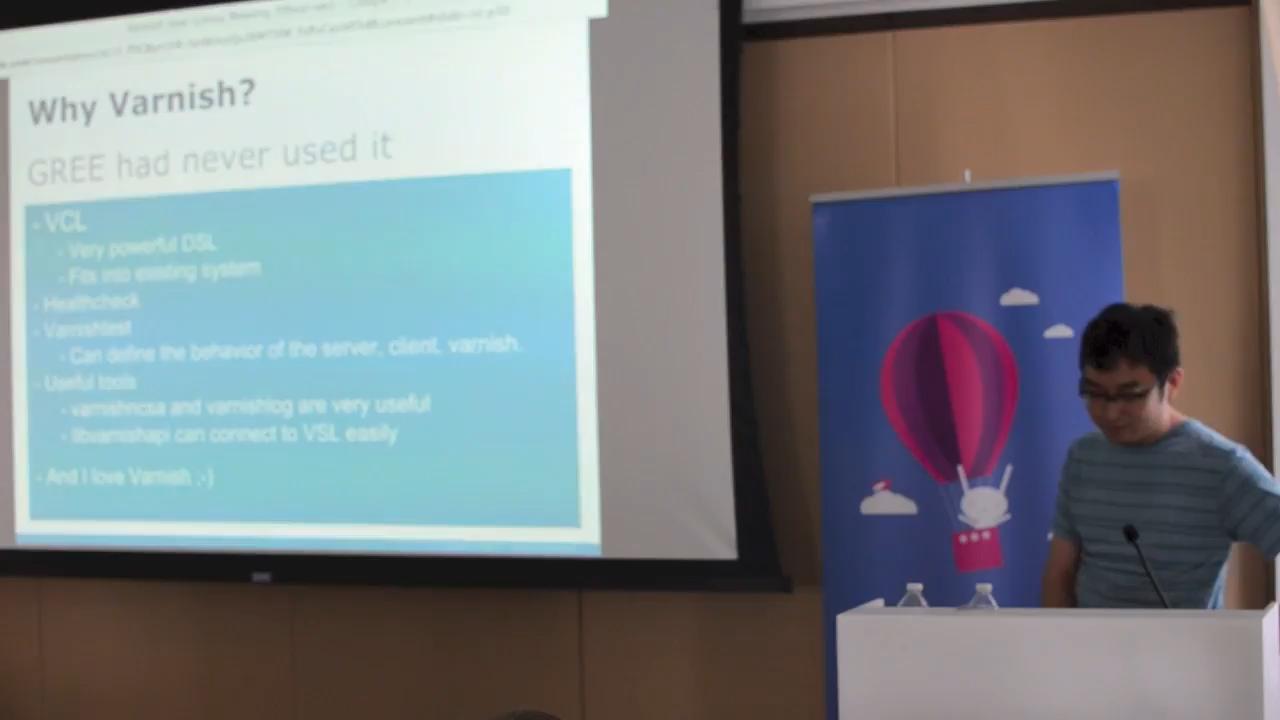 Why Varnish?
GREE had never used it
- VCL
- Very powerful DSL
- Fits into existing system
- Healthcheck
- Varnishtest
- Can define the behavior of the server, client, varnish.
- Useful tools
- varnishncsa and varnishlog are very useful
- libvarnishapi can connect to VSL easily
- And I love Varnish ;-)